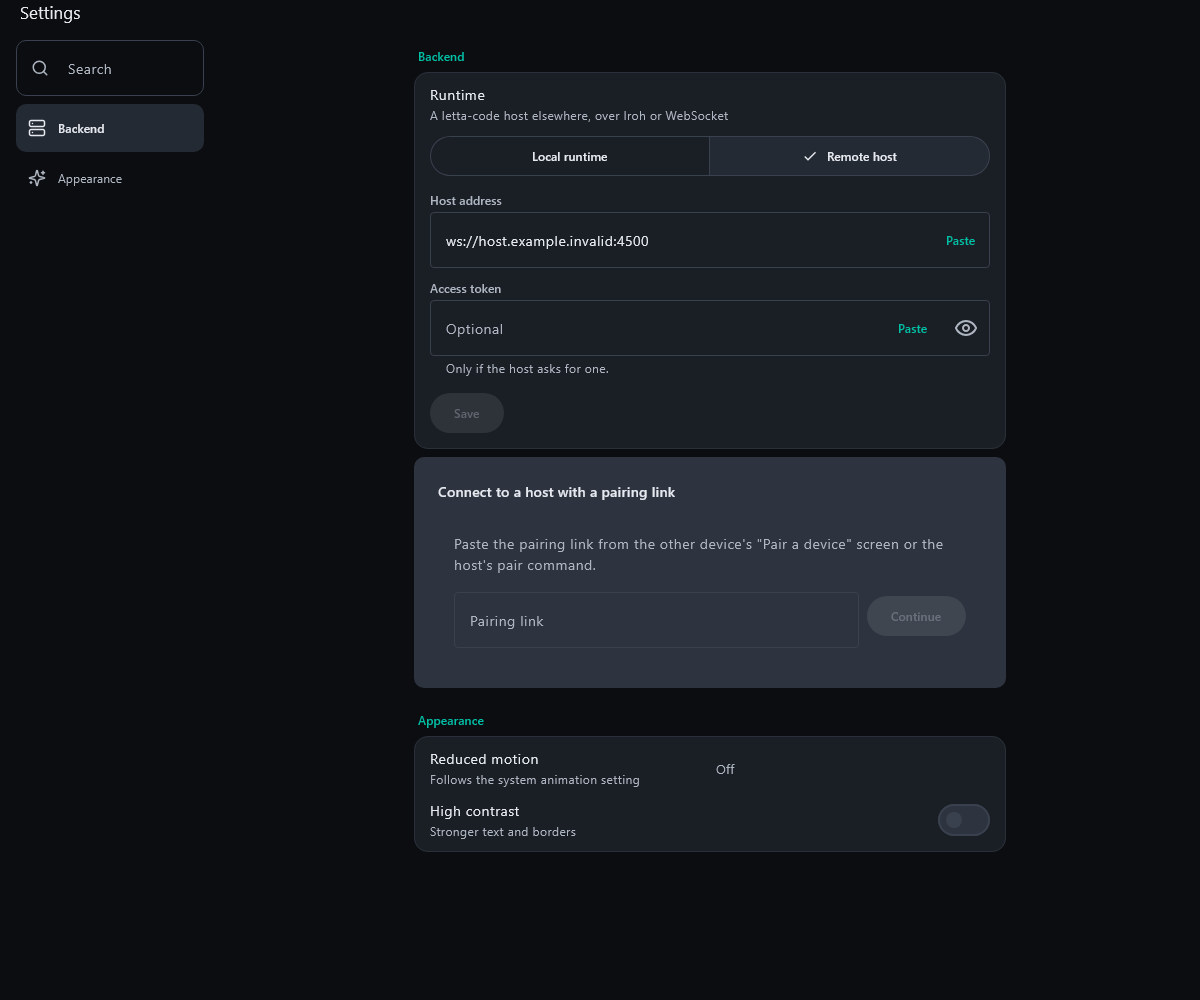 Settings
Search
Backend
Appearance
Backend
Runtime
A letta-code host elsewhere, over Iroh or WebSocket
Local runtime
Remote host
Host address
ws://host.example.invalid:4500
Paste
Access token
Optional
Paste
Only if the host asks for one.
Save
Connect to a host with a pairing link
Paste the pairing link from the other device's "Pair a device" screen or the
host's pair command.
Pairing link
Continue
Appearance
Reduced motion
Follows the system animation setting
Off
High contrast
Stronger text and borders